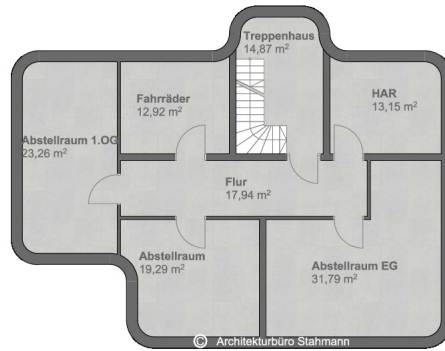 Treppenhaus
14,87 m²
Fahrräder
12,92 m²
HAR
13,15 m²
Abstellraum 1.OG
23,26 m²
Flur
17,94 m²
Abstellraum
19,29 m²
Abstellraum EG
31,79 m²
© Architekturbüro Stahmann